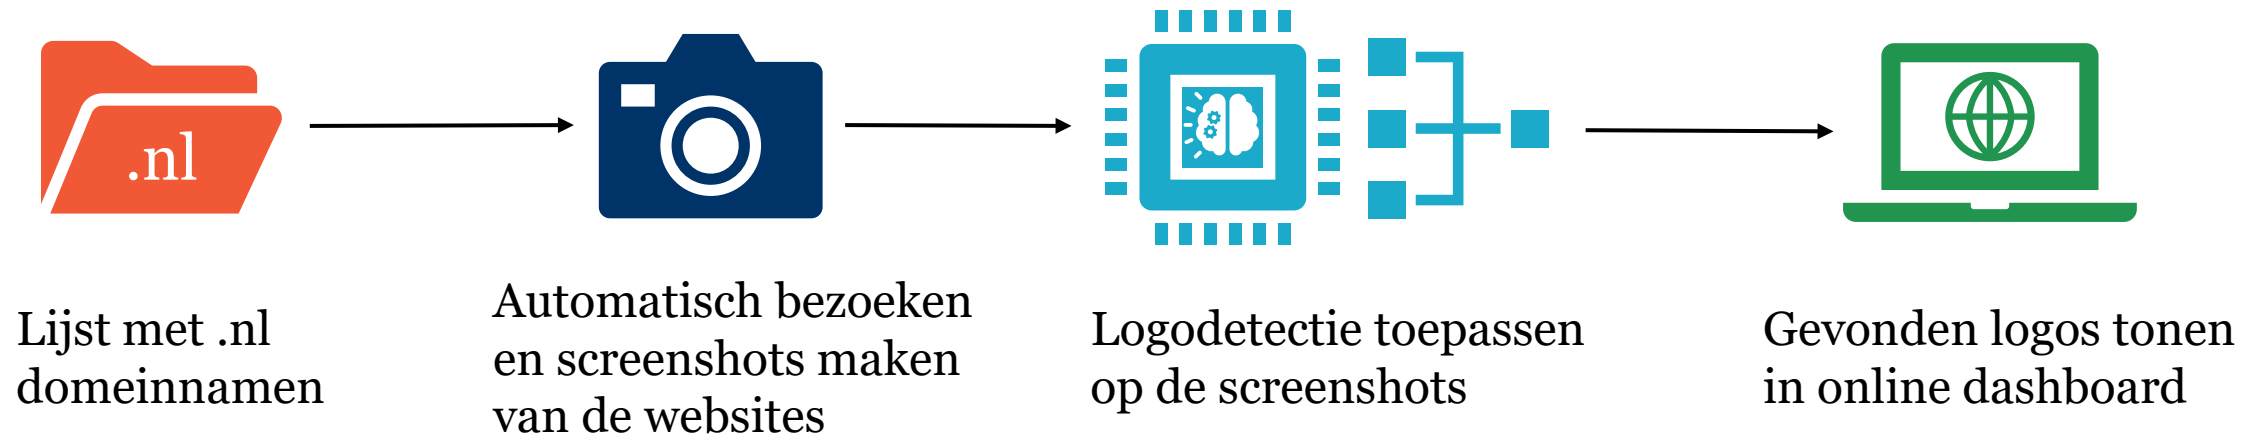 .nl
Lijst met .nl
domeinnamen
Automatisch bezoeken
en screenshots maken
van de websites
Logodetectie toepassen
op de screenshots
Gevonden logos tonen
in online dashboard